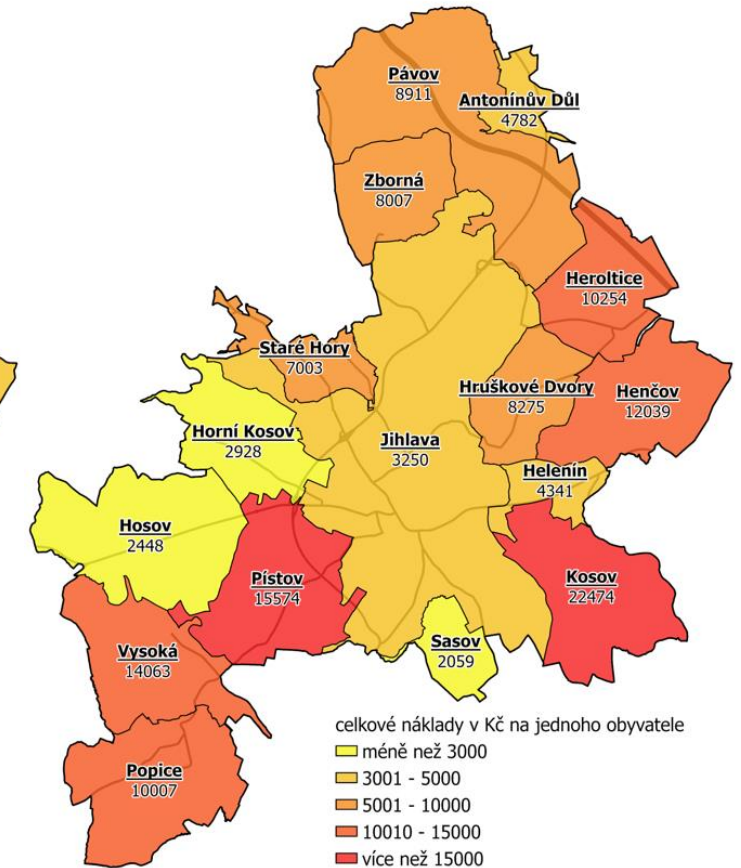 Pávov
8911
Antonínův Důl
4782
Zborná
8007
Heroltice
10254
Staré Hory
7003
Hruškové Dvory
8275
Henčov
12039
Horní Kosov
2928
Jihlava
3250
Helenín
4341
Hosov
2448
Pístov
15574
Kosov
22474
Vysoká
14063
Sasov
2059
Popice
10007
celkové náklady v Kč na jednoho obyvatele
méně než 3000
3001 - 5000
5001 - 10000
10010 - 15000
více než 15000